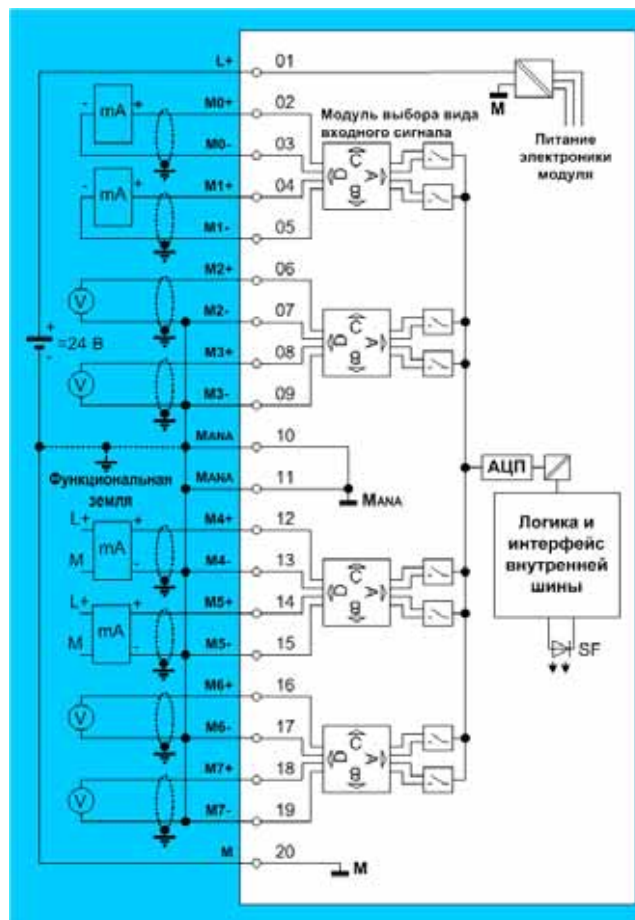 L+ 01
M
Питание
электроники
модуля
Модуль выбора вида
входного сигнала
- mA + M0+ 02
M0- 03
- mA + M1+ 04
M1- 05
A B C D
V M2+ 06
M2- 07
V M3+ 08
M3- 09
A B C D
+
=24 В
-
MANA 10
MANA 11
MANA
Функциональная
земля
АЦП
Логика и
интерфейс
внутренней
шины
SF
L+ mA + M4+ 12
M - M4- 13
L+ mA + M5+ 14
M - M5- 15
A B C D
V M6+ 16
M6- 17
V M7+ 18
M7- 19
A B C D
M 20
M